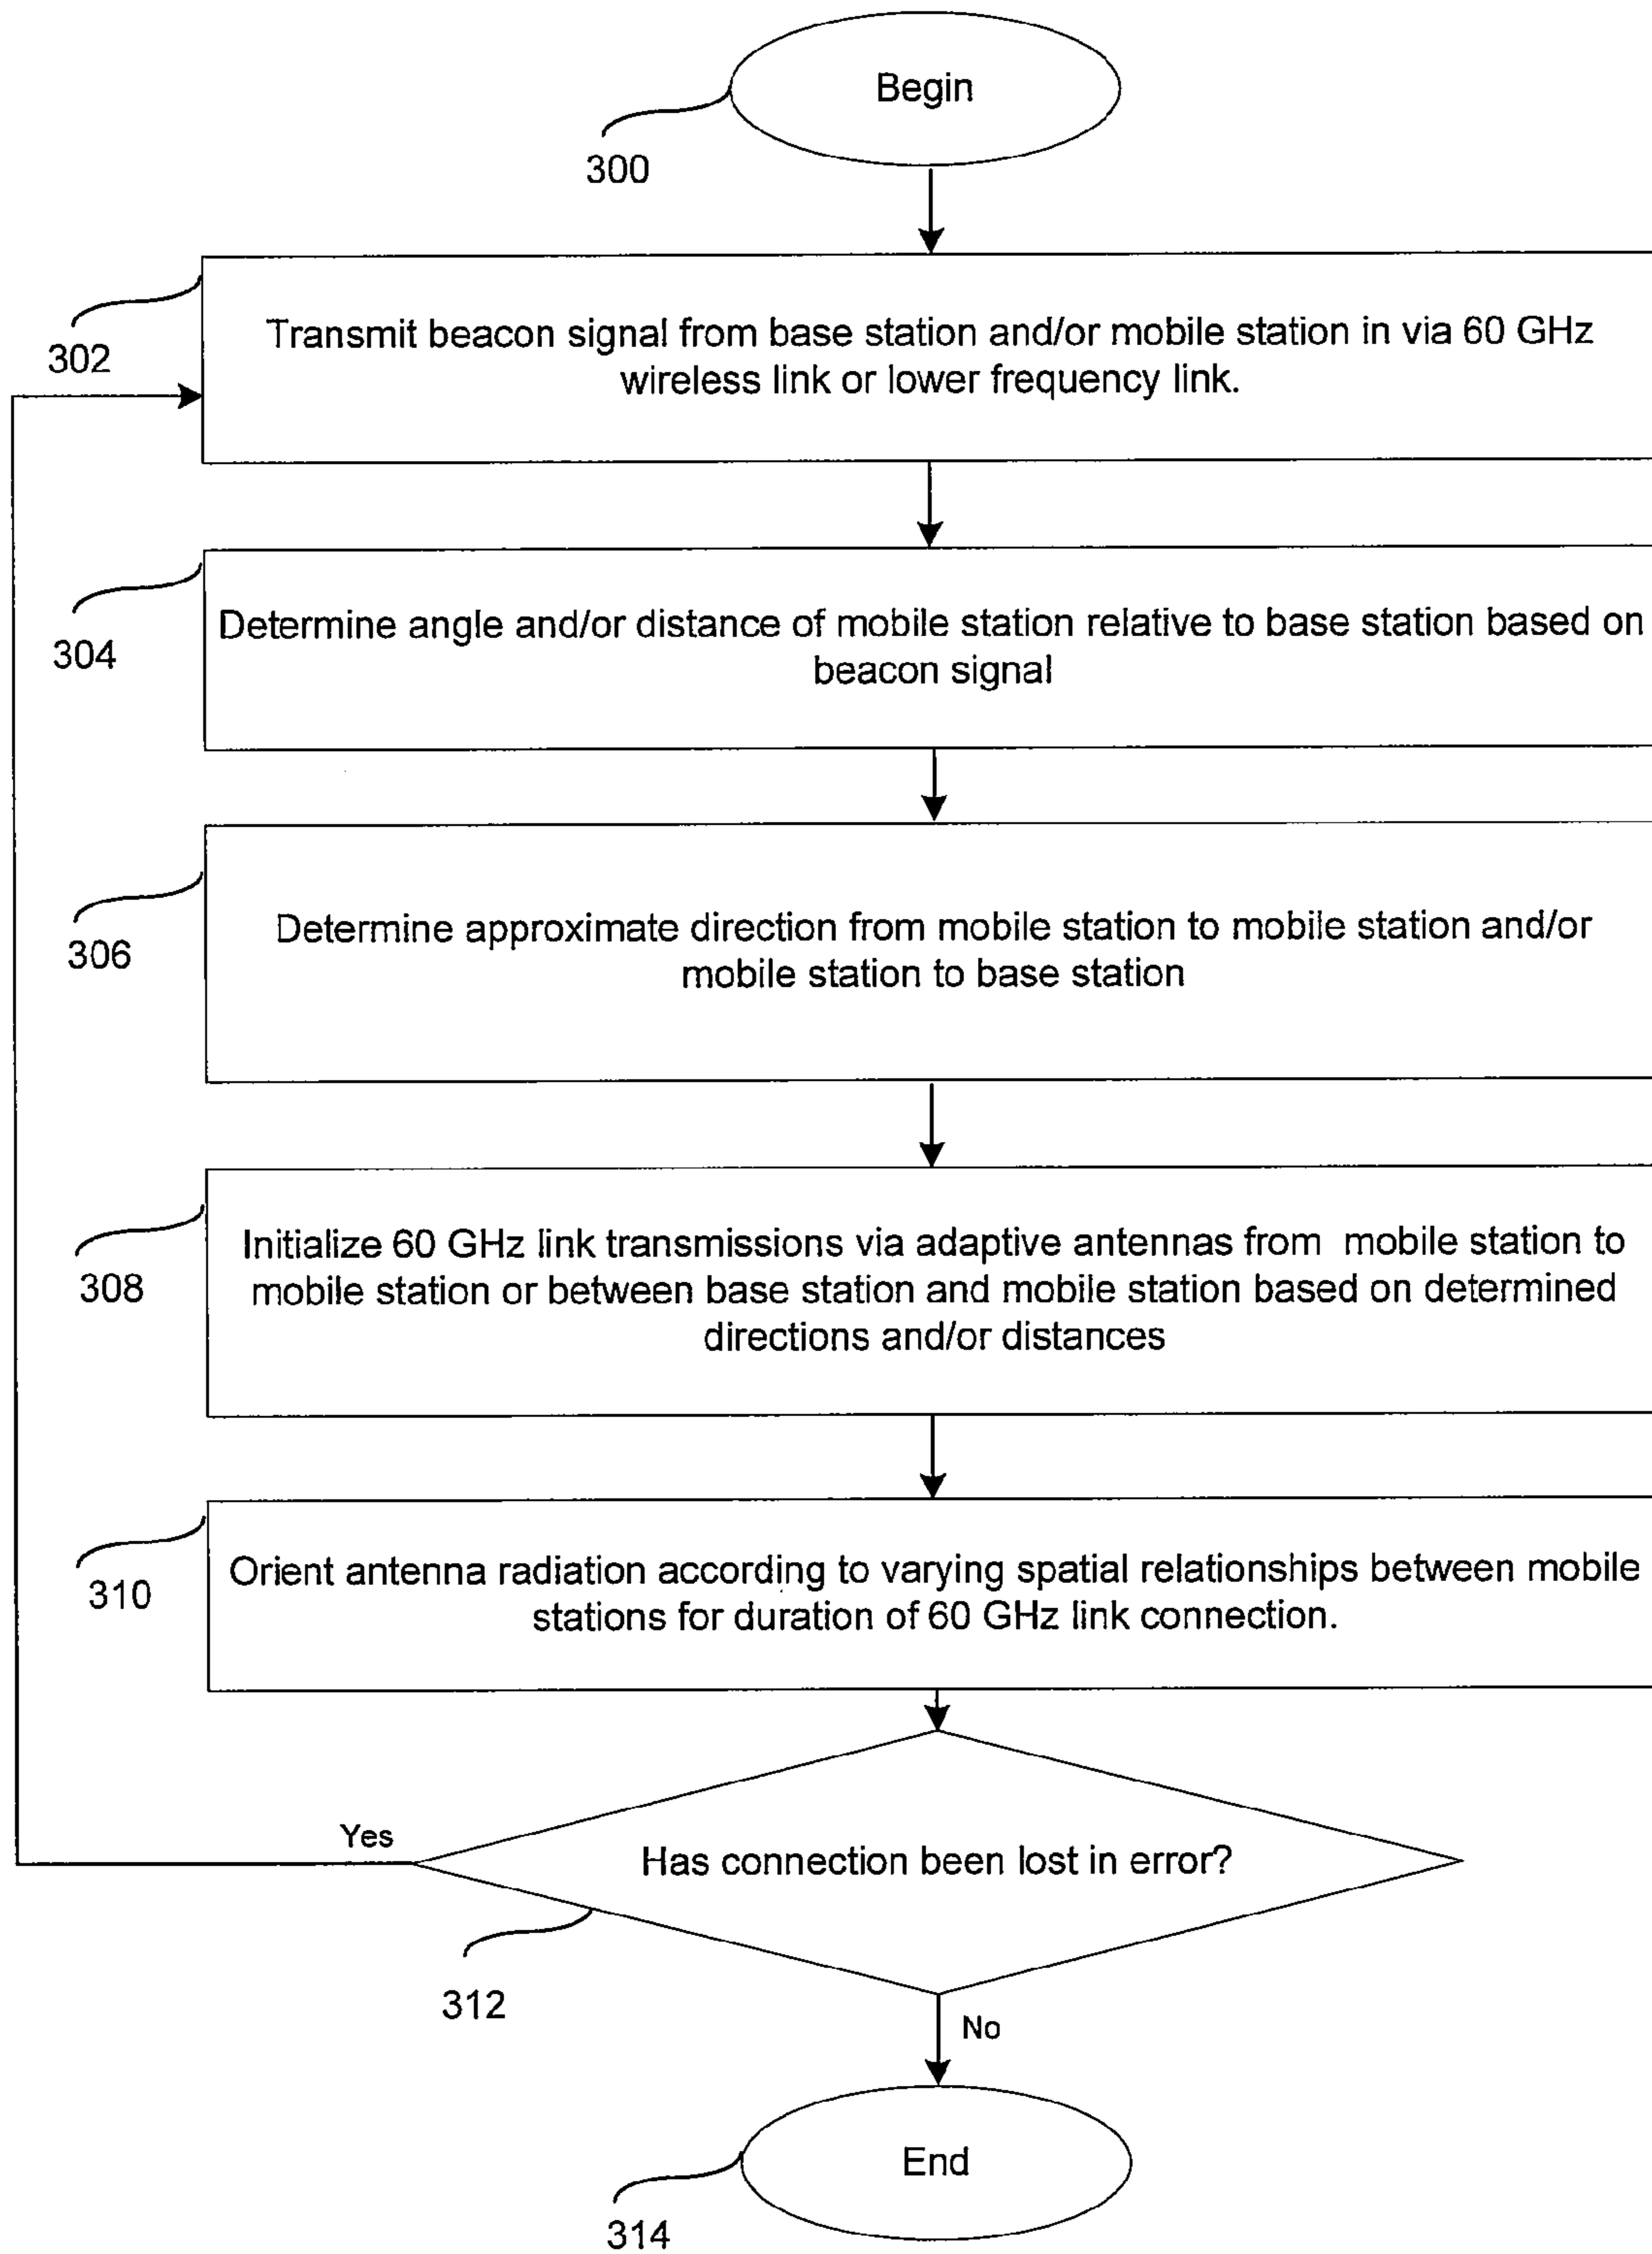 Begin
300
302
Transmit beacon signal from base station and/or mobile station in via 60 GHz
wireless link or lower frequency link.
304
Determine angle and/or distance of mobile station relative to base station based on
beacon signal
306
Determine approximate direction from mobile station to mobile station and/or
mobile station to base station
308
Initialize 60 GHz link transmissions via adaptive antennas from mobile station to
mobile station or between base station and mobile station based on determined
directions and/or distances
310
Orient antenna radiation according to varying spatial relationships between mobile
stations for duration of 60 GHz link connection.
Yes
Has connection been lost in error?
312
No
End
314